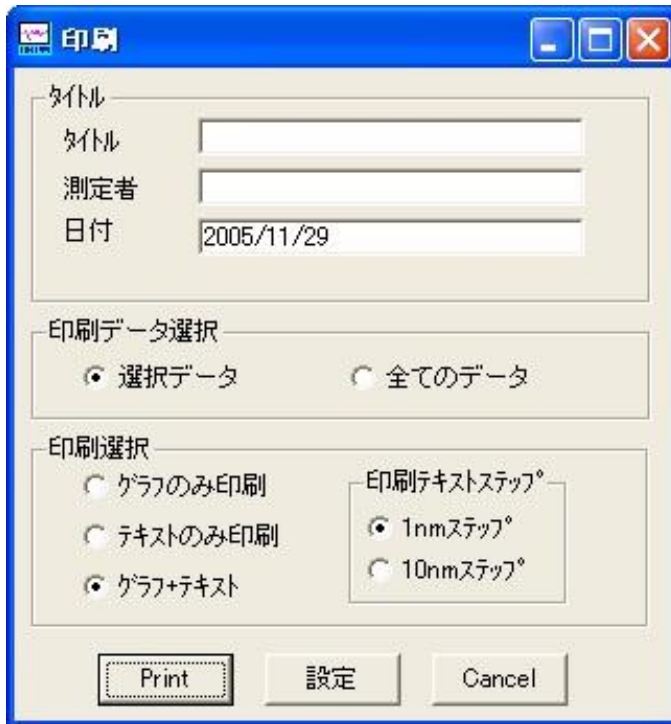 印刷
ﾀｲﾄﾙ
ﾀｲﾄﾙ
測定者
日付 2005/11/29
印刷データ選択
選択データ 全てのデータ
印刷選択
ｸﾞﾗﾌのみ印刷
ﾃｷｽﾄのみ印刷
ｸﾞﾗﾌ+ﾃｷｽﾄ
印刷ﾃｷｽﾄｽﾃｯﾌﾟ
1nmｽﾃｯﾌﾟ
10nmｽﾃｯﾌﾟ
Print 設定 Cancel